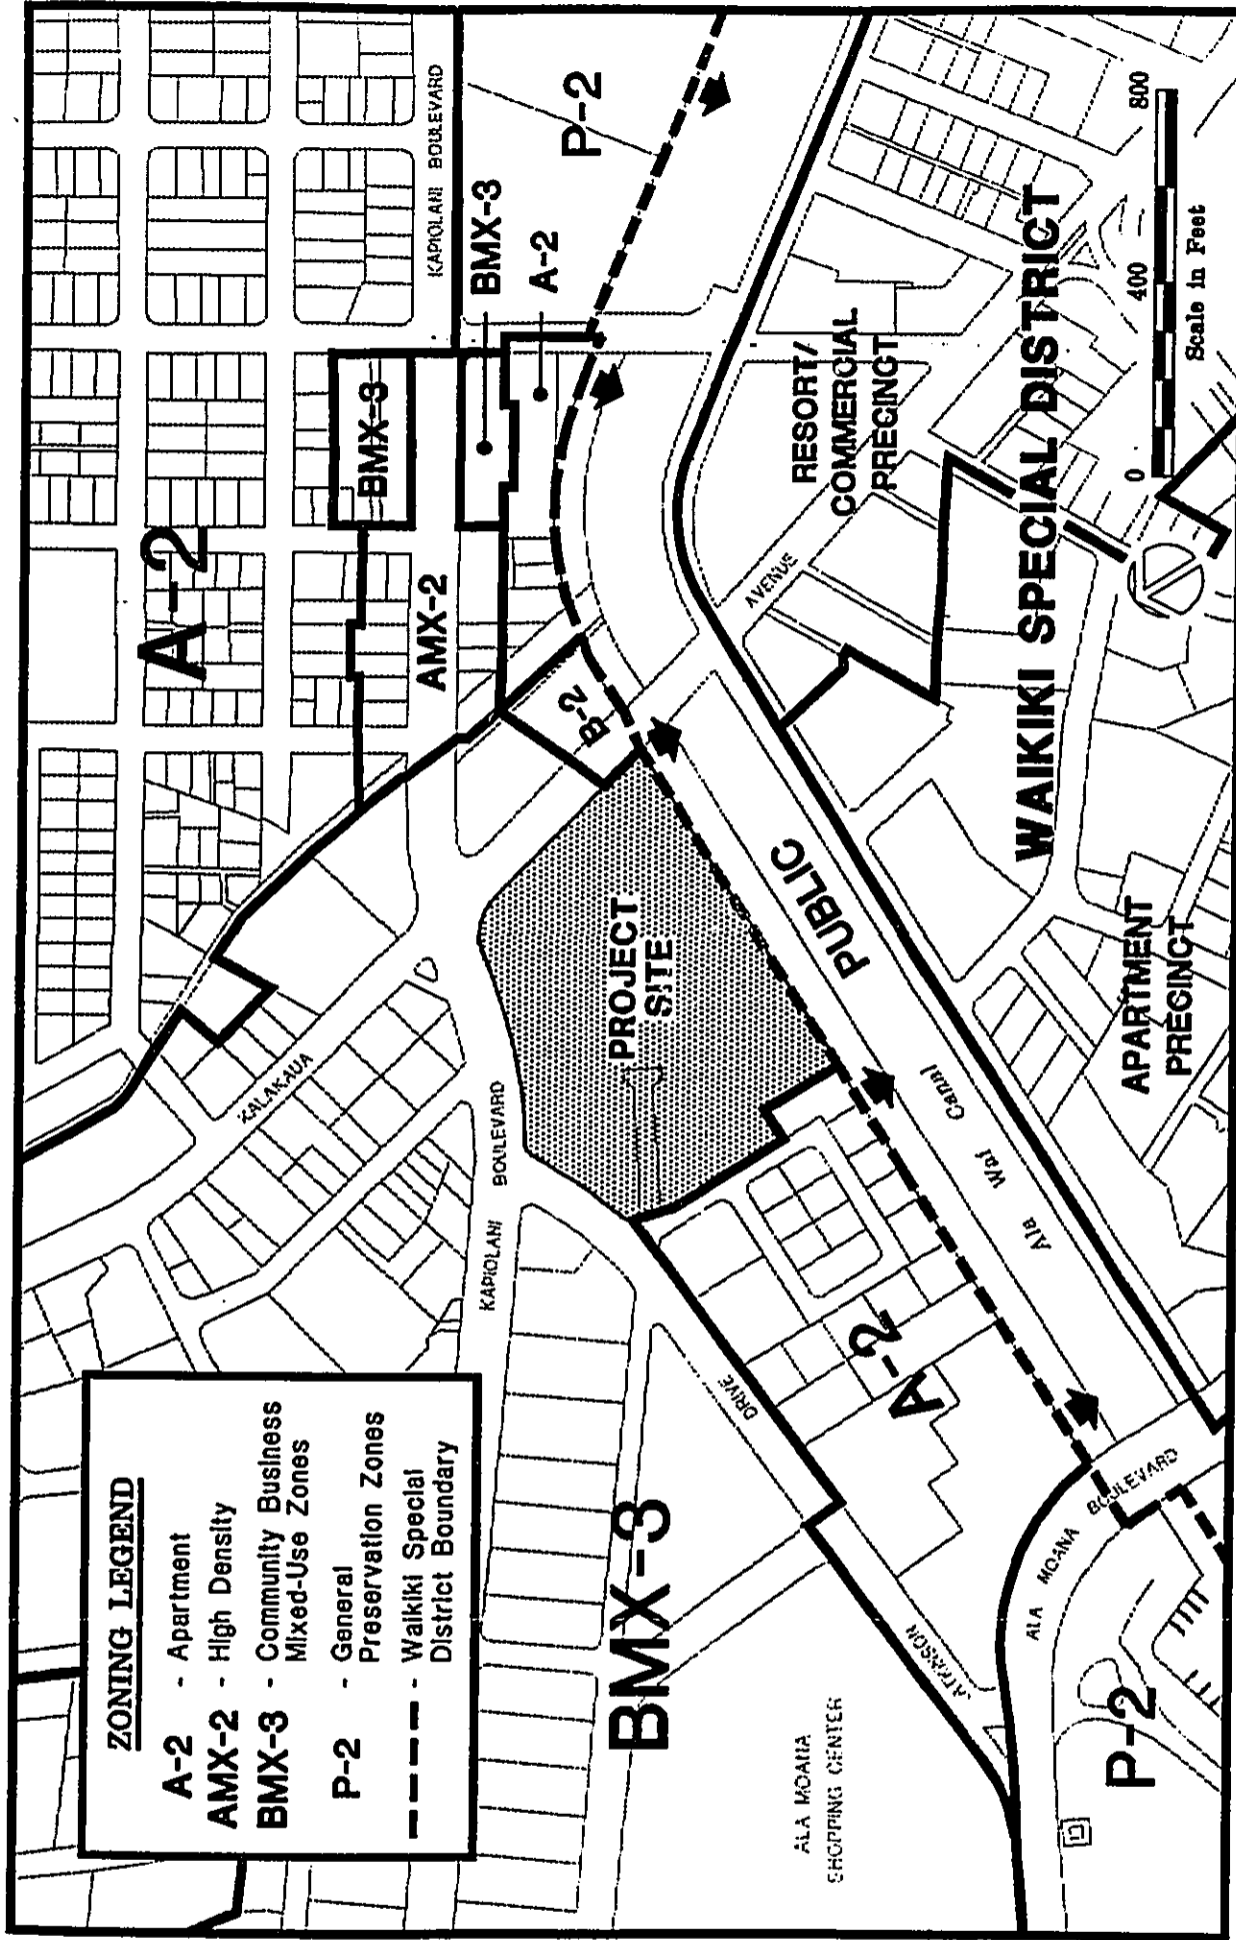 ZONING LEGEND
A-2 - Apartment
AMX-2 - High Density
BMX-3 - Community Business
Mixed-Use Zones
P-2 - General
Preservation Zones
- Waikiki Special
District Boundary
A-2
BMX-3
AMX-2
KAPIOLANI BOULEVARD
BMX-3
A-2
P-2
B-2
KALAKAUA
AVENUE
KAPIOLANI
BOULEVARD
PROJECT
SITE
PUBLIC
Ala Wai Canal
RESORT/
COMMERCIAL
PRECINCT
WAIKIKI SPECIAL DISTRICT
APARTMENT
PRECINCT
BMX-3
A-2
ATKINSON
DRIVE
ALA MOANA
SHOPPING CENTER
ALA MOANA BOULEVARD
P-2
0 400 800
Scale in Feet